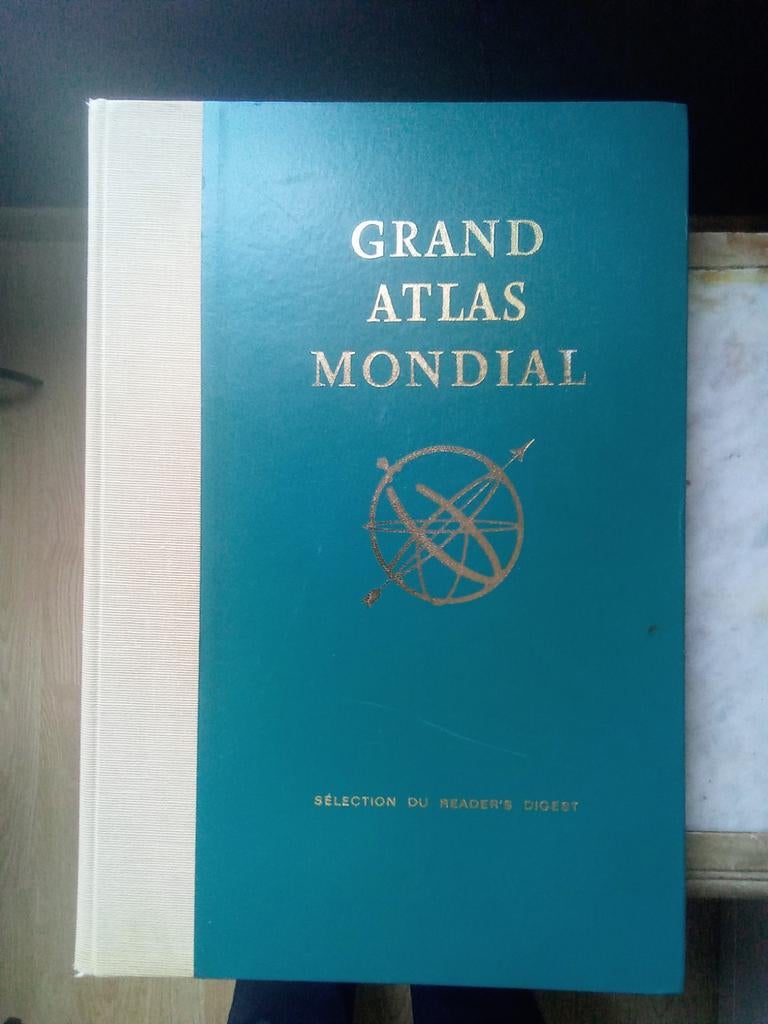 GRAND
ATLAS
MONDIAL
SÉLECTION DU READER'S DIGEST